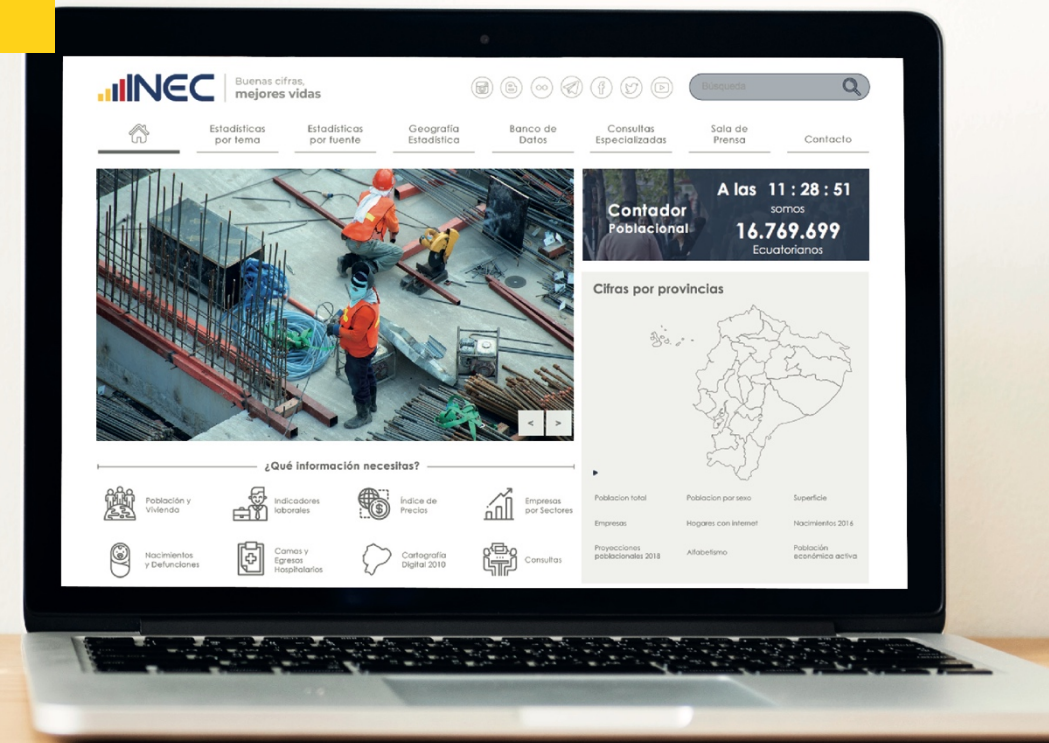 INEC
Buenas cifras,
mejores vidas
Búsqueda
Estadísticas
por tema
Estadísticas
por fuente
Geografía
Estadística
Banco de
Datos
Consultas
Especializadas
Sala de
Prensa
Contacto
Contador
Poblacional
A las 11 : 28 : 51
somos
16.769.699
Ecuatorianos
Cifras por provincias
< >
¿Qué información necesitas?
Población y
Vivienda
Indicadores
laborales
Índice de
Precios
Empresas
por Sectores
Nacimientos
y Defunciones
Camas y
Egresos
Hospitalarios
Cartografía
Digital 2010
Consultas
Poblacion total
Poblacion por sexo
Superficie
Empresas
Hogares con internet
Nacimientos 2016
Proyecciones
poblacionales 2018
Alfabetismo
Población
económica activa